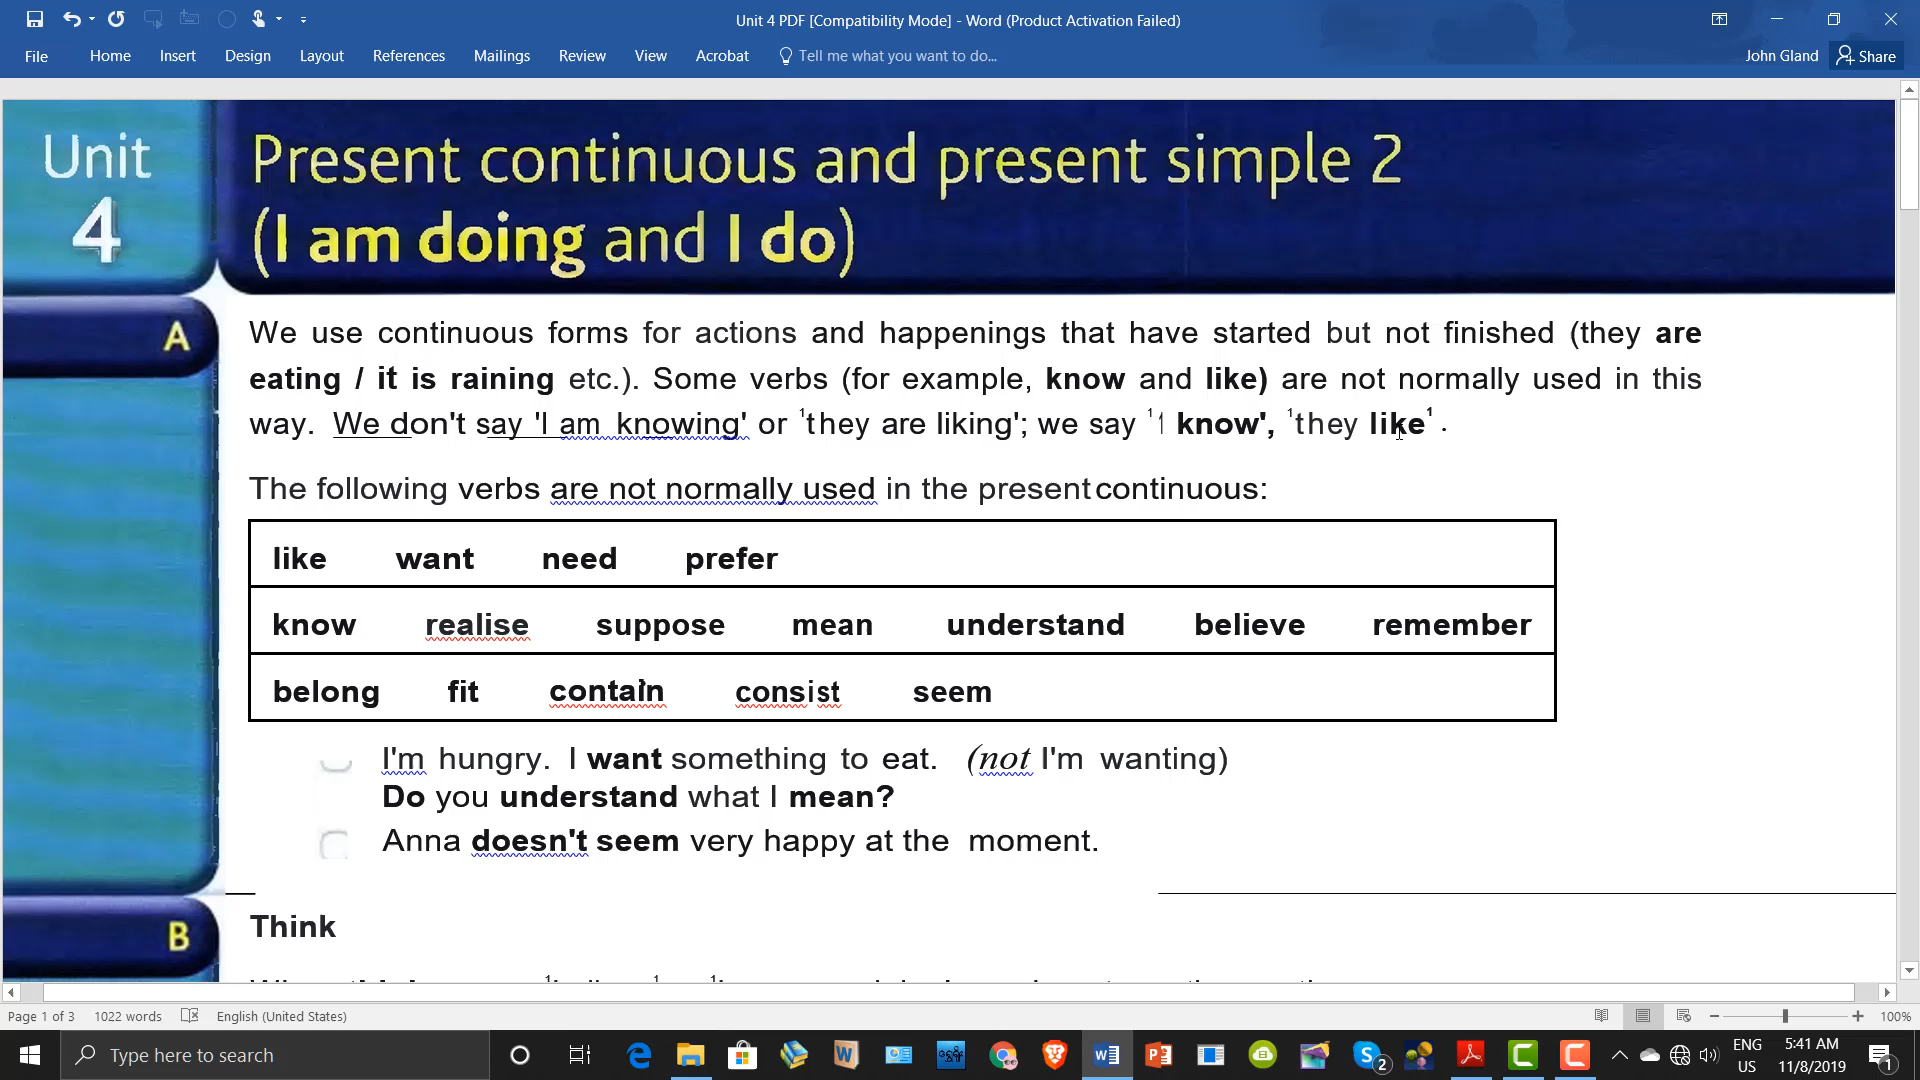 Unit 4 PDF [Compatibility Mode] - Word (Product Activation Failed)
File Home Insert Design Layout References Mailings Review View Acrobat Tell me what you want to do... John Gland Share
Unit
4
Present continuous and present simple 2
(I am doing and I do)
A
We use continuous forms for actions and happenings that have started but not finished (they are
eating / it is raining etc.). Some verbs (for example, know and like) are not normally used in this
way. We don't say 'I am knowing' or ¹they are liking'; we say ¹I know', ¹they like¹.
The following verbs are not normally used in the present continuous:
like want need prefer
know realise suppose mean understand believe remember
belong fit contain consist seem
I'm hungry. I want something to eat. (not I'm wanting)
Do you understand what I mean?
Anna doesn't seem very happy at the moment.
B
Think
Page 1 of 3 1022 words English (United States) 100%
Type here to search
2
ENG
US
5:41 AM
11/8/2019
1